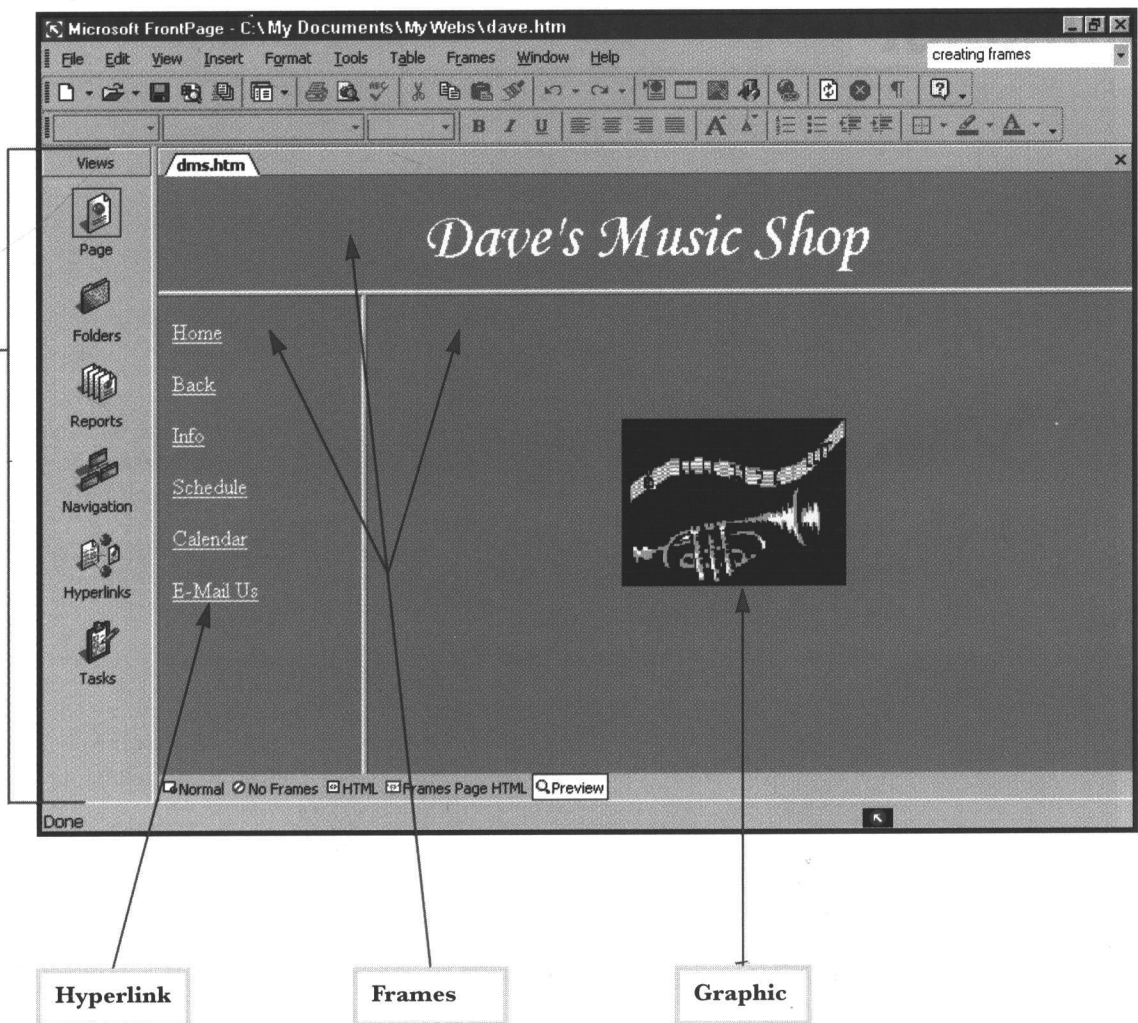 Microsoft FrontPage - C:\My Documents\My Webs\dave.htm
File Edit View Insert Format Tools Table Frames Window Help
creating frames
B I U
Views
dms.htm
Page
Folders
Reports
Navigation
Hyperlinks
Tasks
Dave's Music Shop
Home
Back
Info
Schedule
Calendar
E-Mail Us
Normal No Frames HTML Frames Page HTML Preview
Done
Hyperlink
Frames
Graphic